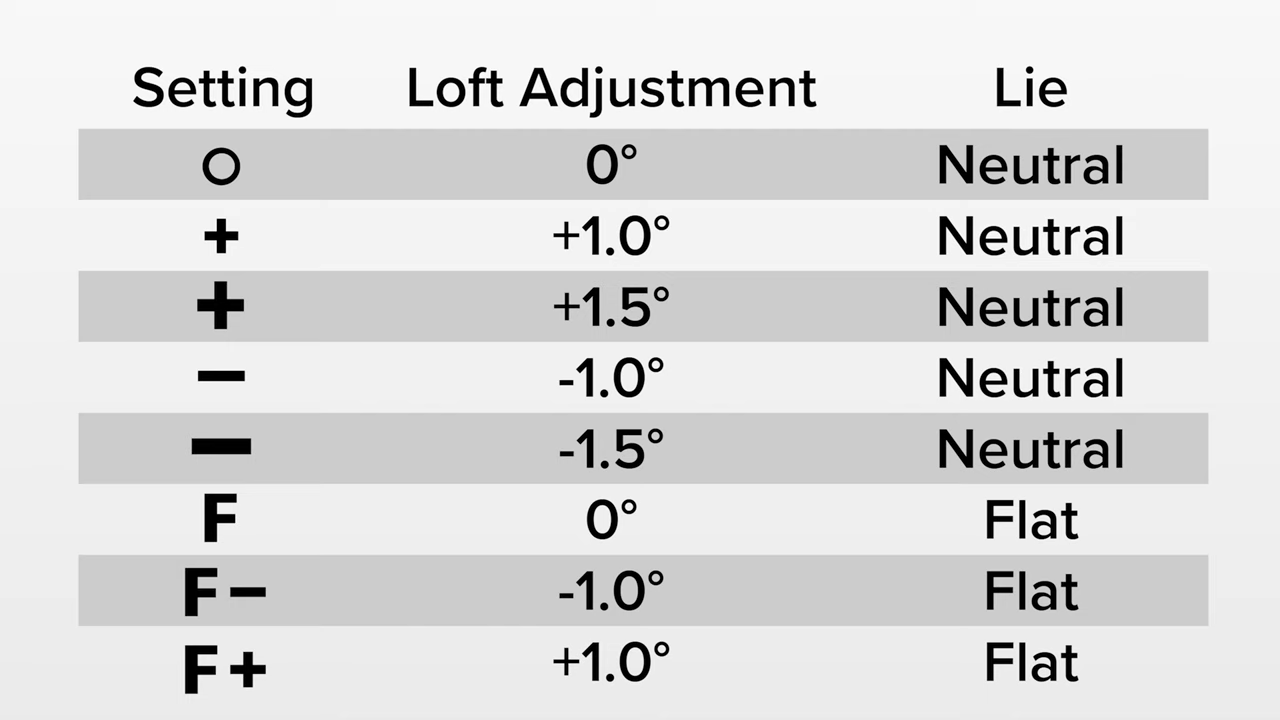 Setting Loft Adjustment Lie
○ 0° Neutral
+ +1.0° Neutral
+ +1.5° Neutral
− -1.0° Neutral
− -1.5° Neutral
F 0° Flat
F− -1.0° Flat
F+ +1.0° Flat